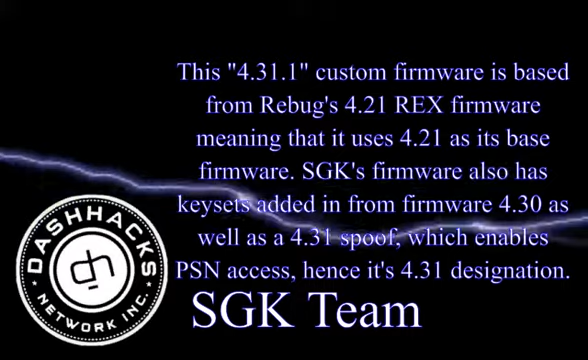 This "4.31.1" custom firmware is based
from Rebug's 4.21 REX firmware
meaning that it uses 4.21 as its base
firmware. SGK's firmware also has
keysets added in from firmware 4.30 as
well as a 4.31 spoof, which enables
PSN access, hence it's 4.31 designation.
SGK Team
DASHHACKS
dh
NETWORK INC.